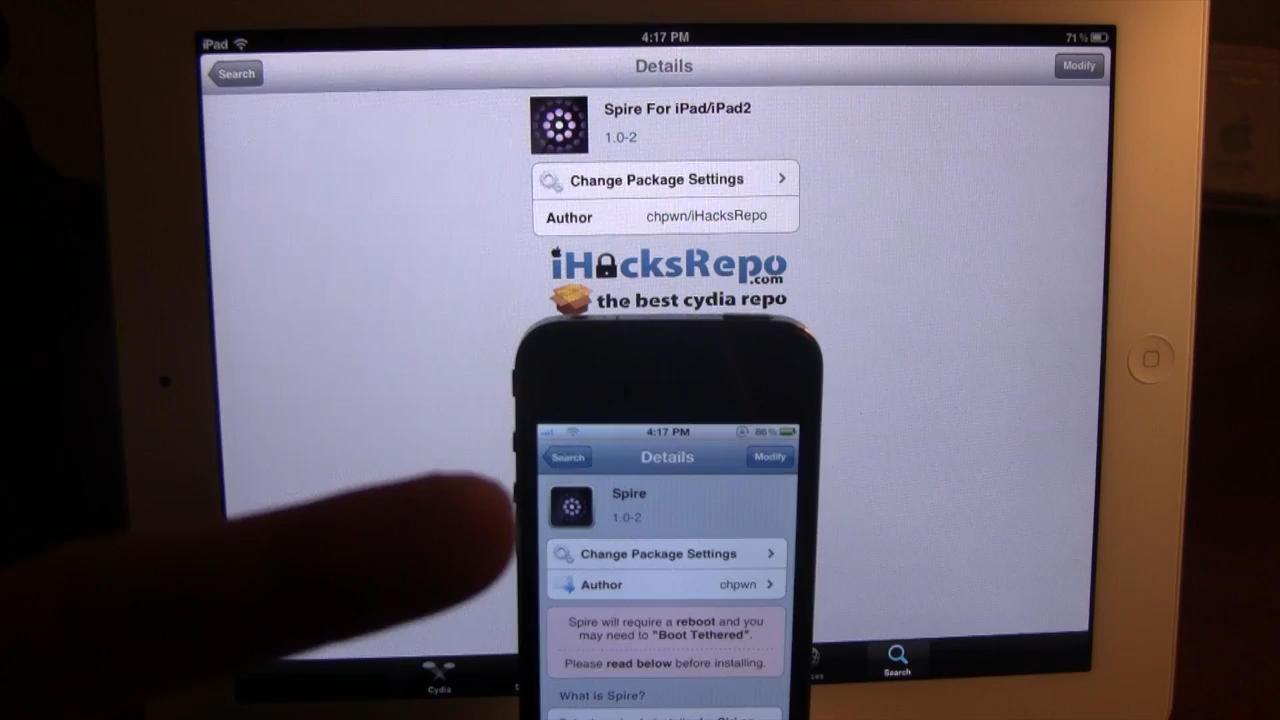 iPad
4:17 PM
71%
Search
Details
Modify
Spire For iPad/iPad2
1.0-2
Change Package Settings
Author chpwn/iHacksRepo
iHacksRepo
.com
the best cydia repo
4:17 PM
86%
Search
Details
Modify
Spire
1.0-2
Change Package Settings
Author chpwn
Spire will require a reboot and you
may need to "Boot Tethered".
Please read below before installing.
What is Spire?
Cydia
Search